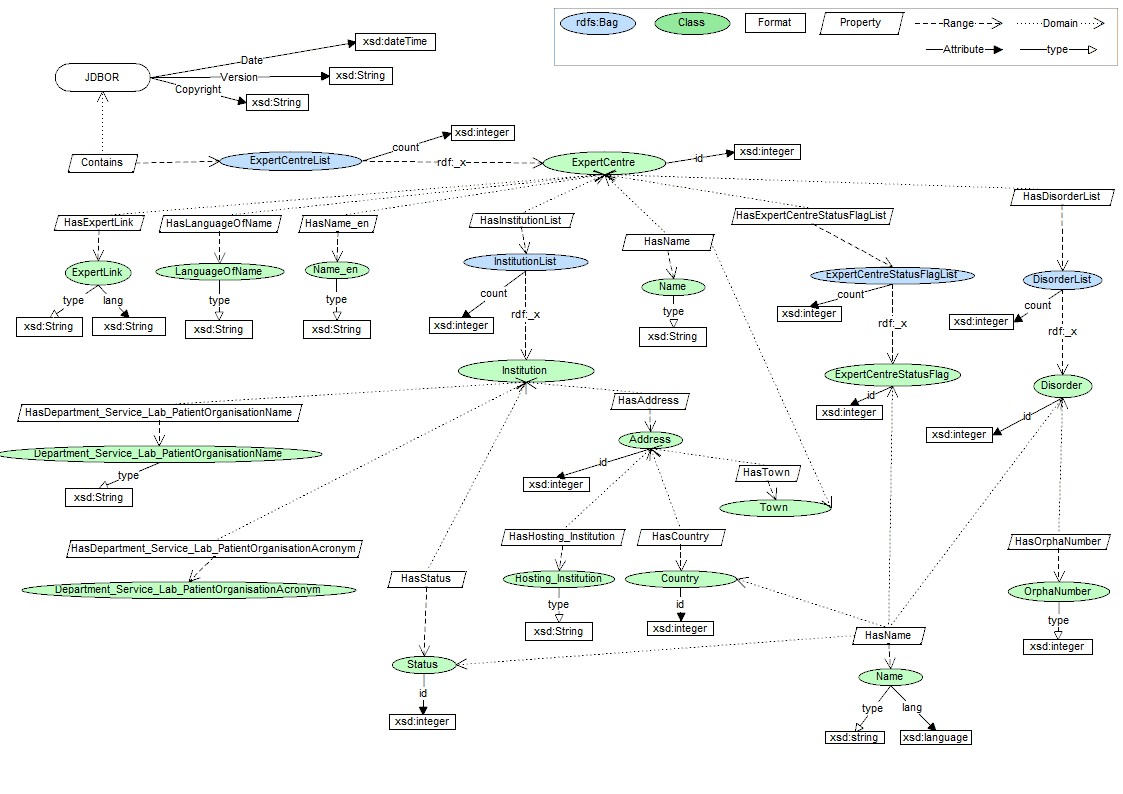 rdfs:Bag
Class
Format
Property
Range
Domain
Attribute
type
xsd:dateTime
Date
JDBOR
Version
xsd:String
Copyright
xsd:String
Contains
ExpertCentreList
count
xsd:integer
rdf:_x
ExpertCentre
id
xsd:integer
HasExpertLink
HasLanguageOfName
HasName_en
HasInstitutionList
HasName
HasExpertCentreStatusFlagList
HasDisorderList
ExpertLink
LanguageOfName
Name_en
InstitutionList
Name
ExpertCentreStatusFlagList
DisorderList
type
lang
type
type
count
type
count
count
xsd:String
xsd:String
xsd:String
xsd:String
xsd:integer
rdf:_x
xsd:String
xsd:integer
rdf:_x
xsd:integer
rdf:_x
Institution
ExpertCentreStatusFlag
Disorder
HasDepartment_Service_Lab_PatientOrganisationName
HasAddress
id
xsd:integer
id
xsd:integer
Department_Service_Lab_PatientOrganisationName
Address
type
xsd:String
id
xsd:integer
HasTown
Town
HasDepartment_Service_Lab_PatientOrganisationAcronym
HasHosting_Institution
HasCountry
HasOrphaNumber
Department_Service_Lab_PatientOrganisationAcronym
HasStatus
Hosting_Institution
Country
OrphaNumber
type
id
type
xsd:String
xsd:integer
HasName
xsd:integer
Status
Name
id
type
lang
xsd:integer
xsd:string
xsd:language